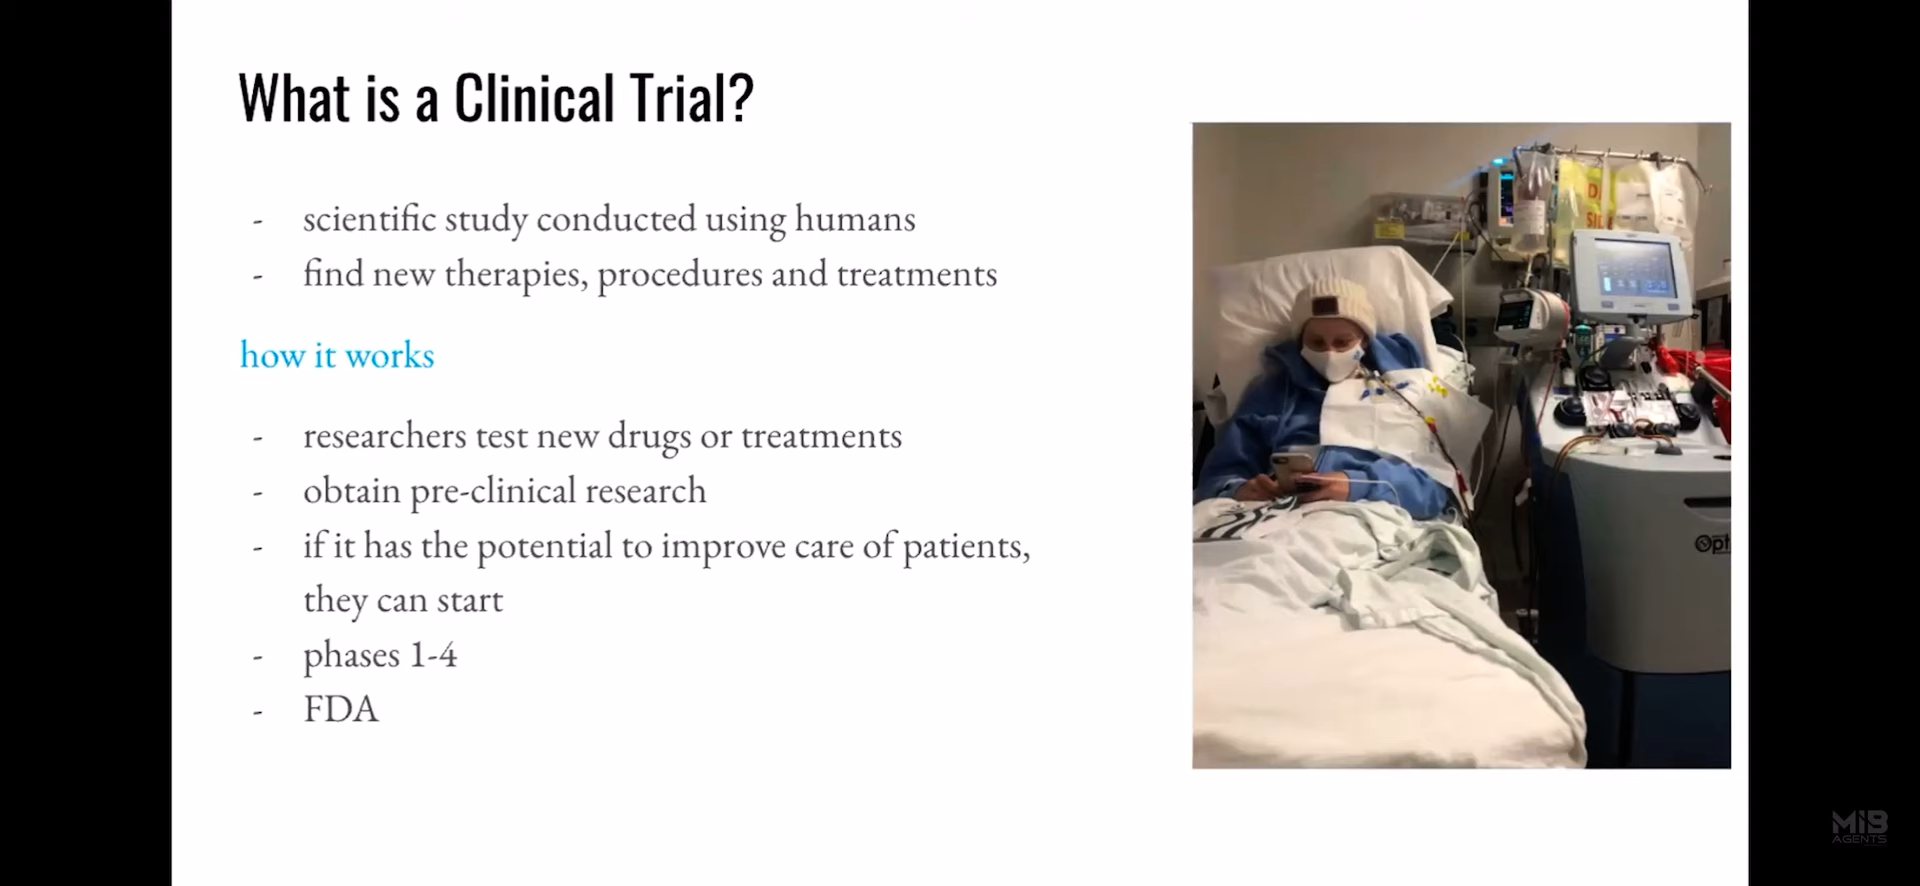 What is a Clinical Trial?
- scientific study conducted using humans
- find new therapies, procedures and treatments
how it works
- researchers test new drugs or treatments
- obtain pre-clinical research
- if it has the potential to improve care of patients,
they can start
- phases 1-4
- FDA
Opt
MIB
AGENTS